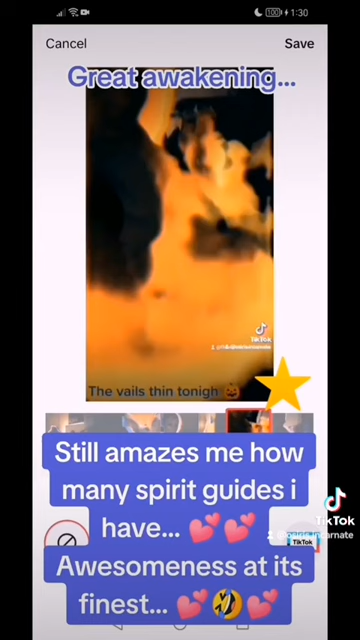 1:30
Cancel
Save
Great awakening...
TikTok
The vails thin tonigh 🎃
Still amazes me how
many spirit guides i
have... 💕💕
TikTok
TikTok
Awesomeness at its
finest... 💕🤣💕